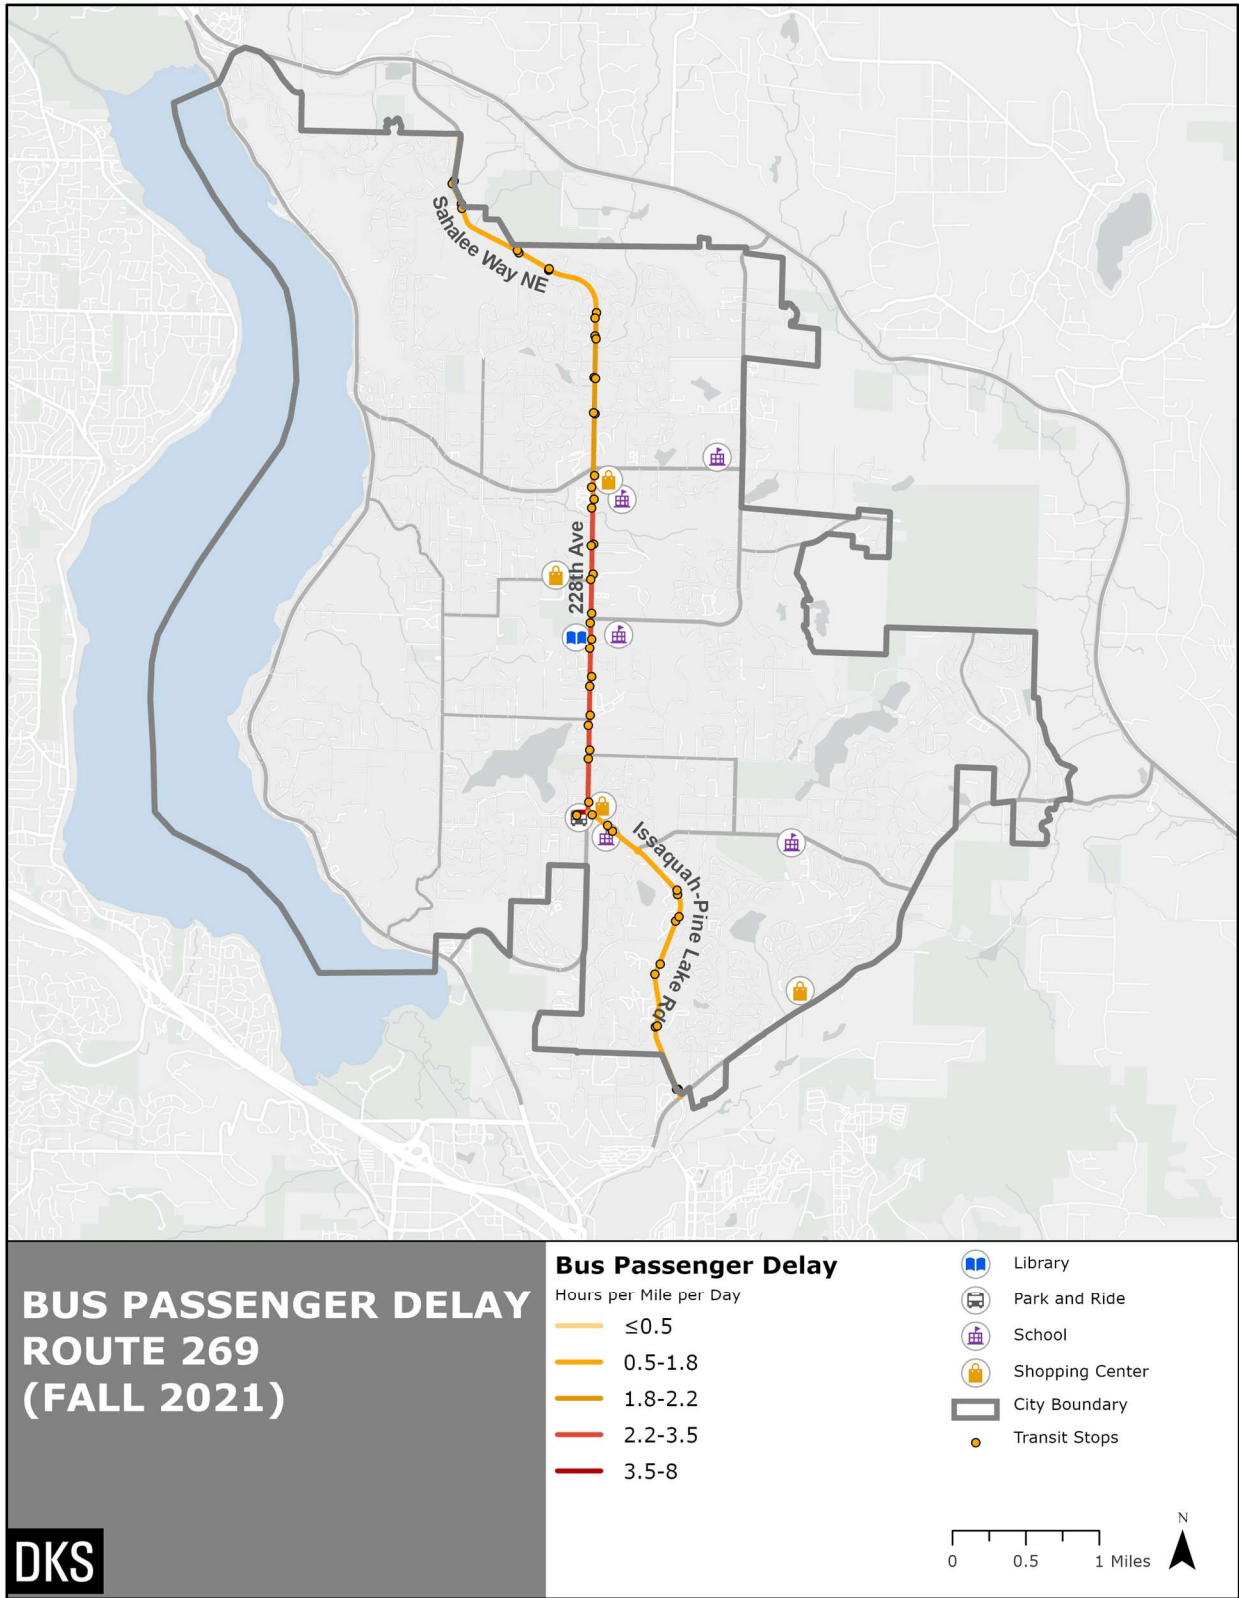 Sahalee Way NE
228th Ave
Issaquah-Pine Lake Rd
BUS PASSENGER DELAY
ROUTE 269
(FALL 2021)
DKS
Bus Passenger Delay
Hours per Mile per Day
≤0.5
0.5-1.8
1.8-2.2
2.2-3.5
3.5-8
Library
Park and Ride
School
Shopping Center
City Boundary
Transit Stops
N
0 0.5 1 Miles